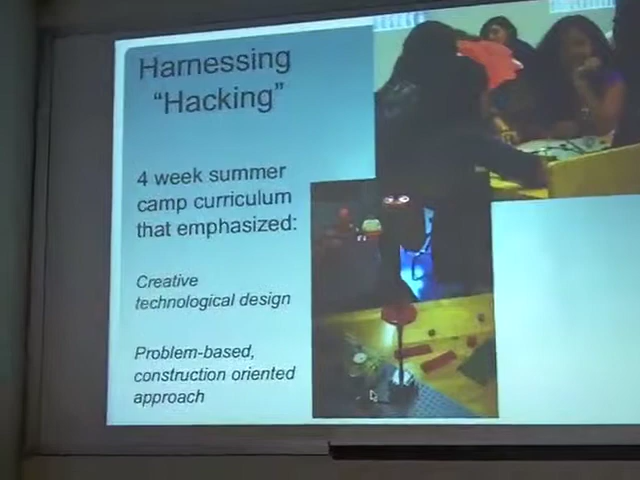 Harnessing
“Hacking”
4 week summer
camp curriculum
that emphasized:
Creative
technological design
Problem-based,
construction oriented
approach